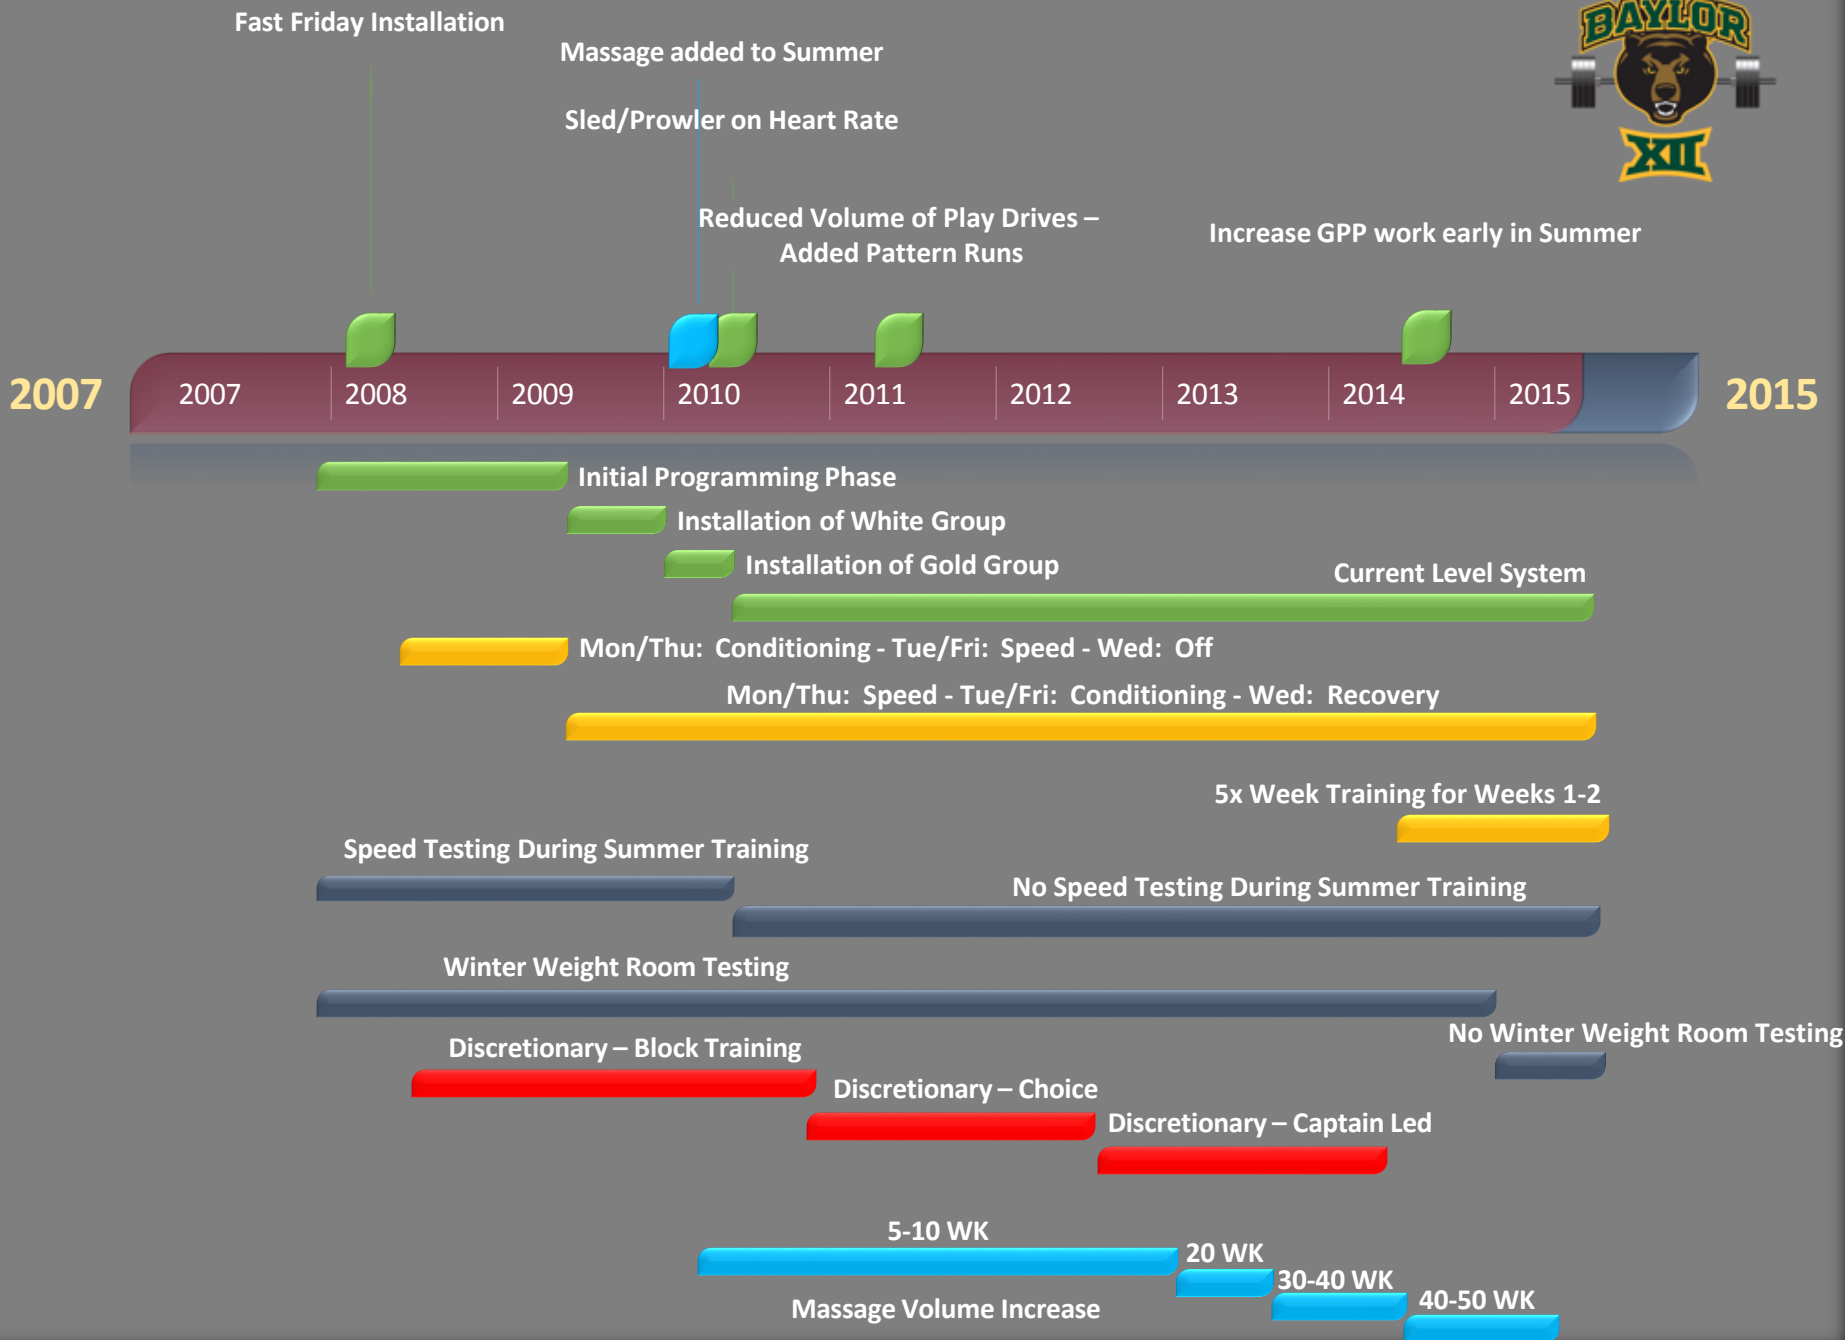 Fast Friday Installation
BAYLOR
XII
Massage added to Summer
Sled/Prowler on Heart Rate
Reduced Volume of Play Drives –
Added Pattern Runs
Increase GPP work early in Summer
2007
2007
2008
2009
2010
2011
2012
2013
2014
2015
2015
Initial Programming Phase
Installation of White Group
Installation of Gold Group
Current Level System
Mon/Thu: Conditioning - Tue/Fri: Speed - Wed: Off
Mon/Thu: Speed - Tue/Fri: Conditioning - Wed: Recovery
5x Week Training for Weeks 1-2
Speed Testing During Summer Training
No Speed Testing During Summer Training
Winter Weight Room Testing
No Winter Weight Room Testing
Discretionary – Block Training
Discretionary – Choice
Discretionary – Captain Led
5-10 WK
20 WK
30-40 WK
40-50 WK
Massage Volume Increase